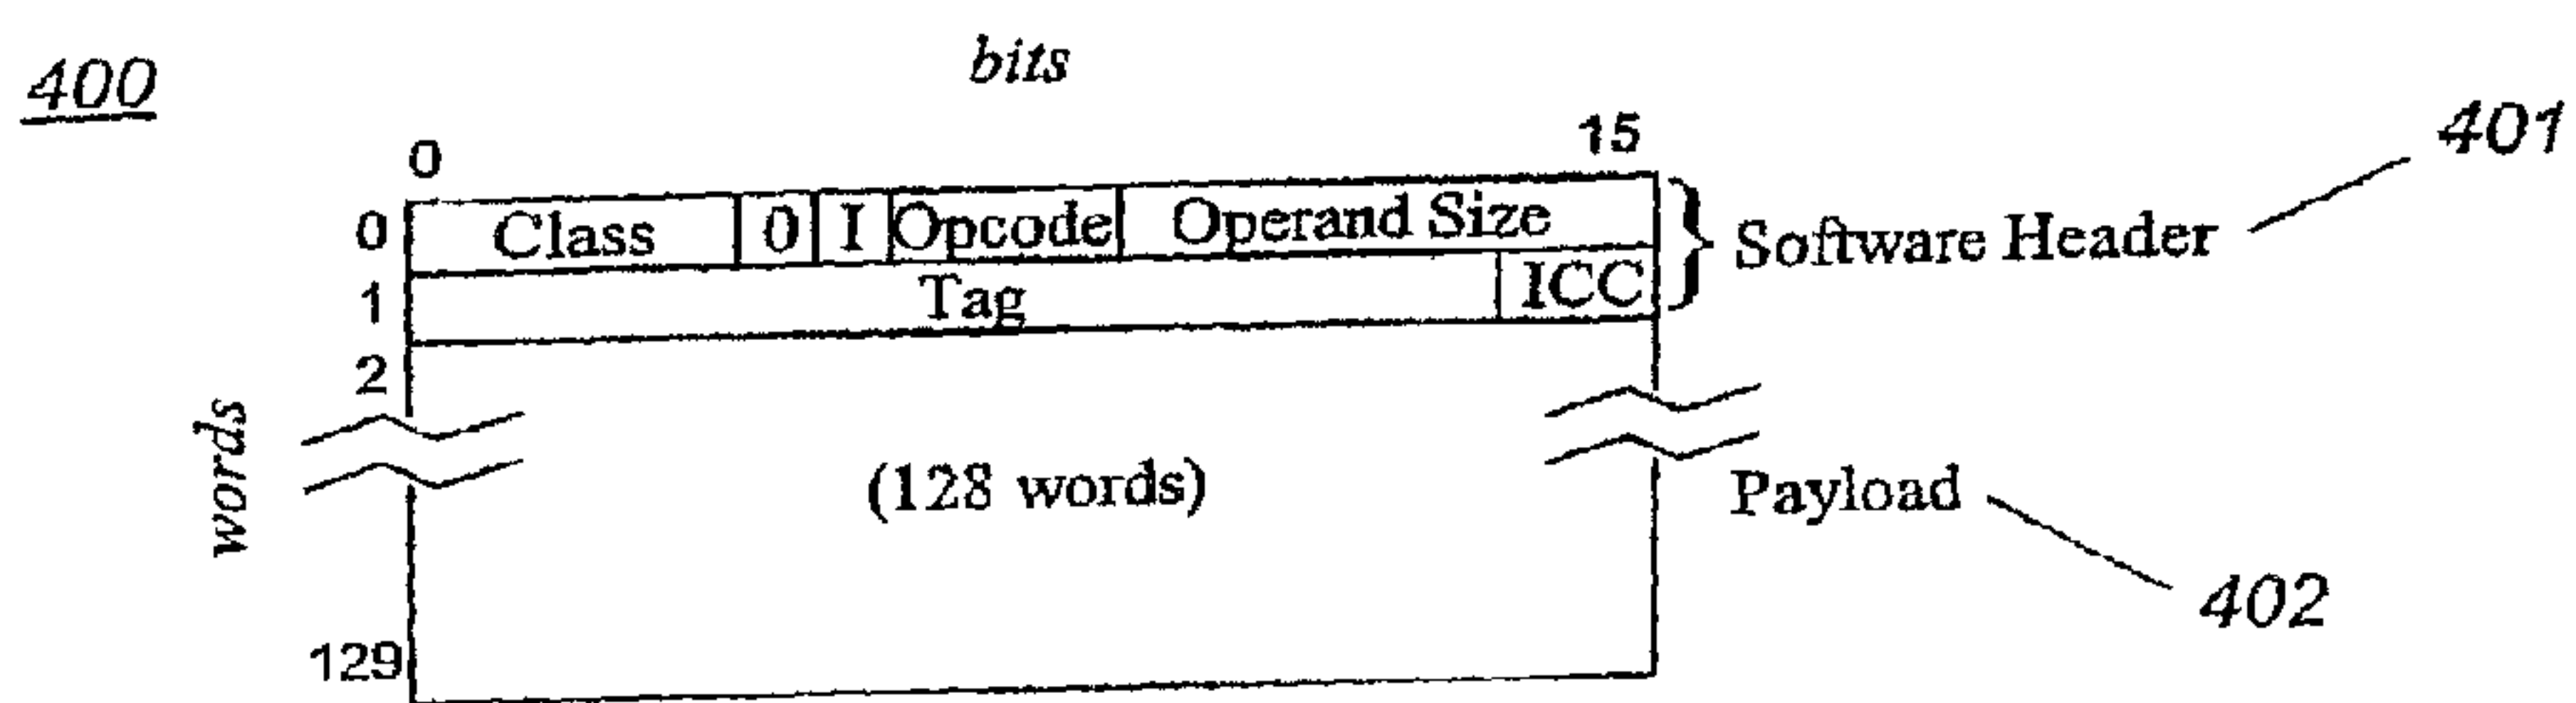 400
bits
0 15
401
0 Class 0 I Opcode Operand Size Software Header
1 Tag ICC
2
words
(128 words) Payload
402
129